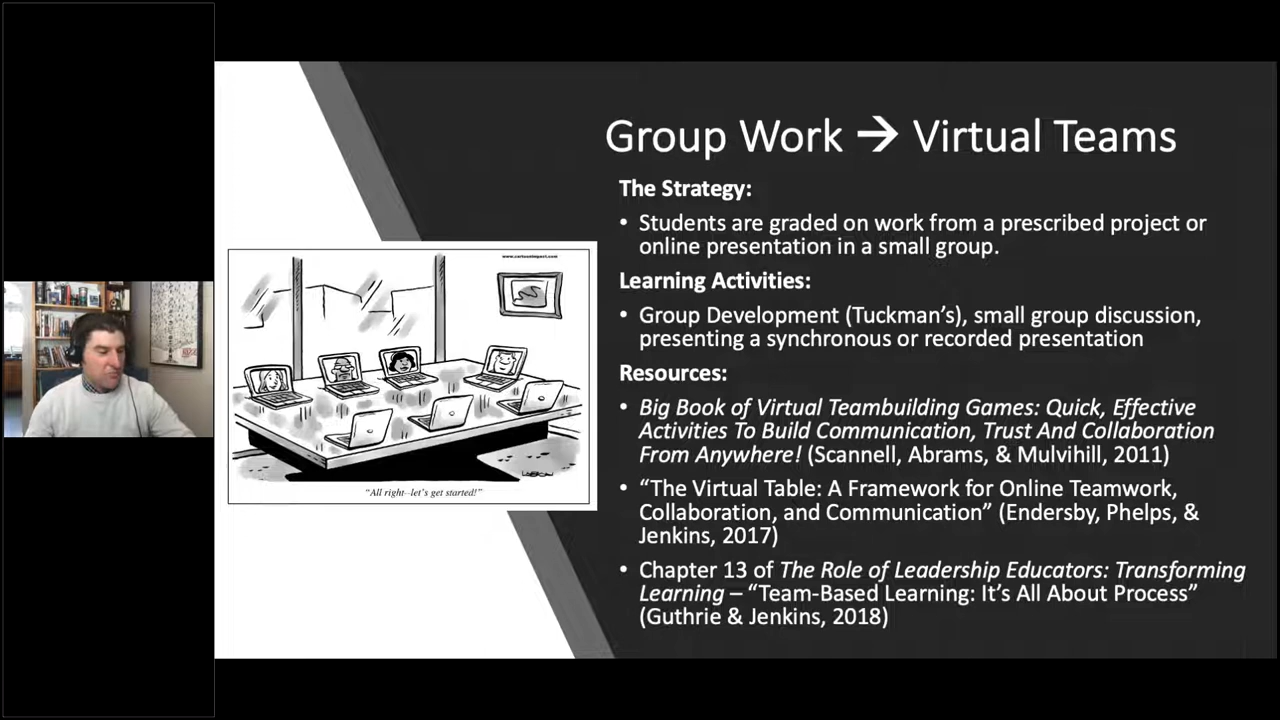 Group Work → Virtual Teams
The Strategy:
• Students are graded on work from a prescribed project or
online presentation in a small group.
Learning Activities:
• Group Development (Tuckman's), small group discussion,
presenting a synchronous or recorded presentation
Resources:
• Big Book of Virtual Teambuilding Games: Quick, Effective
Activities To Build Communication, Trust And Collaboration
From Anywhere! (Scannell, Abrams, & Mulvihill, 2011)
• “The Virtual Table: A Framework for Online Teamwork,
Collaboration, and Communication” (Endersby, Phelps, &
Jenkins, 2017)
• Chapter 13 of The Role of Leadership Educators: Transforming
Learning – “Team-Based Learning: It’s All About Process”
(Guthrie & Jenkins, 2018)
www.cartoonimpact.com
"All right--let's get started!"